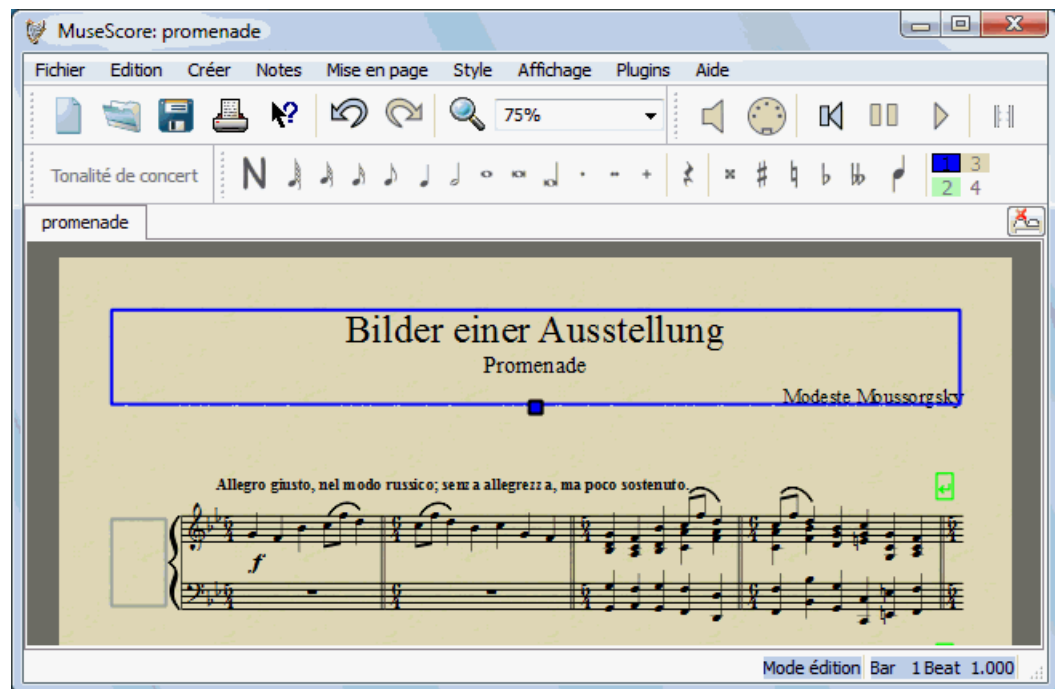 MuseScore: promenade
Fichier Edition Créer Notes Mise en page Style Affichage Plugins Aide
75%
Tonalité de concert N 1 3
2 4
promenade
Bilder einer Ausstellung
Promenade
Modeste Moussorgsky
Allegro giusto, nel modo russico; senza allegrezza, ma poco sostenuto.
f
Mode édition Bar 1 Beat 1.000